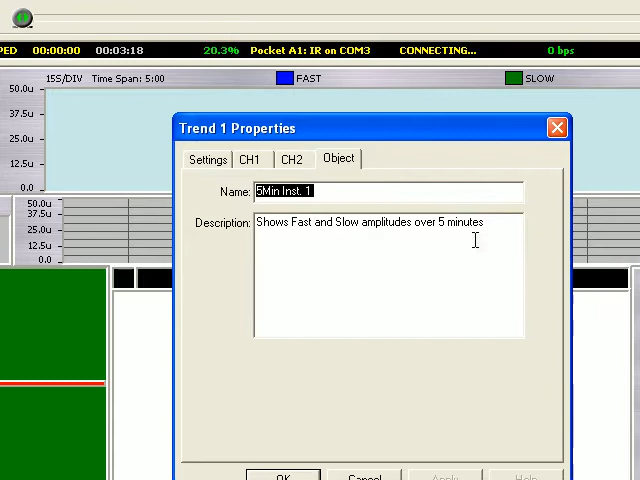 PED 00:00:00 00:03:18 20.3% Pocket A1: IR on COM3 CONNECTING... 0 bps
15S/DIV Time Span: 5:00 FAST SLOW
50.0u
37.5u
25.0u
12.5u
0.0
50.0u
37.5u
25.0u
12.5u
0.0
Trend 1 Properties
Settings CH1 CH2 Object
Name: 5Min Inst. 1
Description: Shows Fast and Slow amplitudes over 5 minutes
OK Cancel Apply Help